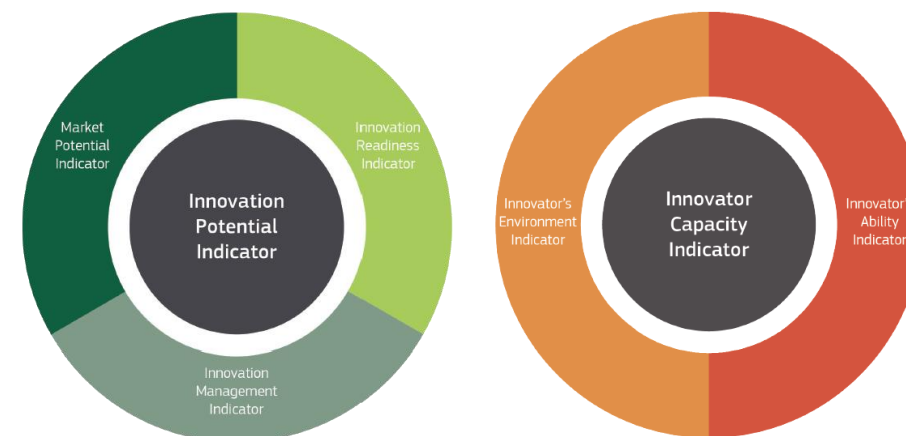 Market
Potential
Indicator
Innovation
Readiness
Indicator
Innovation
Potential
Indicator
Innovation
Management
Indicator
Innovator's
Environment
Indicator
Innovator
Capacity
Indicator
Innovator'
Ability
Indicator